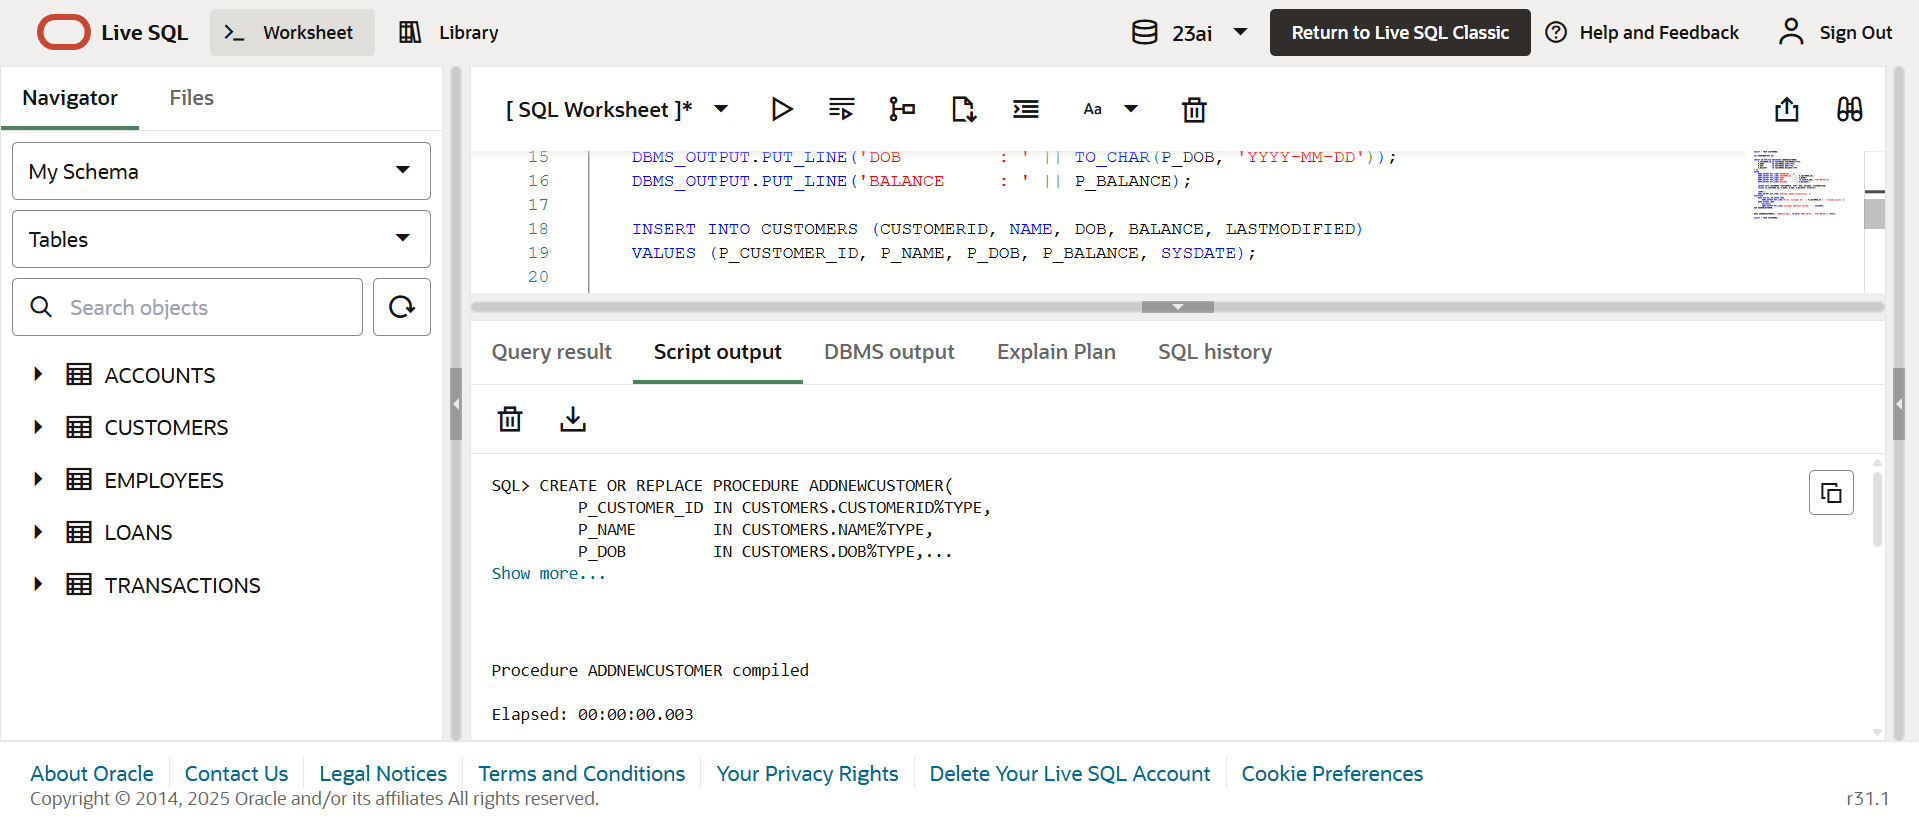 Live SQL
Worksheet
Library
23ai
Return to Live SQL Classic
Help and Feedback
Sign Out
Navigator
Files
My Schema
Tables
Search objects
ACCOUNTS
CUSTOMERS
EMPLOYEES
LOANS
TRANSACTIONS
[ SQL Worksheet ]*
Aa
15 DBMS_OUTPUT.PUT_LINE('DOB          : ' || TO_CHAR(P_DOB, 'YYYY-MM-DD'));
16 DBMS_OUTPUT.PUT_LINE('BALANCE      : ' || P_BALANCE);
17
18 INSERT INTO CUSTOMERS (CUSTOMERID, NAME, DOB, BALANCE, LASTMODIFIED)
19 VALUES (P_CUSTOMER_ID, P_NAME, P_DOB, P_BALANCE, SYSDATE);
20
Query result
Script output
DBMS output
Explain Plan
SQL history
SQL> CREATE OR REPLACE PROCEDURE ADDNEWCUSTOMER(
P_CUSTOMER_ID IN CUSTOMERS.CUSTOMERID%TYPE,
P_NAME        IN CUSTOMERS.NAME%TYPE,
P_DOB         IN CUSTOMERS.DOB%TYPE,...
Show more...
Procedure ADDNEWCUSTOMER compiled
Elapsed: 00:00:00.003
About Oracle
Contact Us
Legal Notices
Terms and Conditions
Your Privacy Rights
Delete Your Live SQL Account
Cookie Preferences
Copyright © 2014, 2025 Oracle and/or its affiliates All rights reserved.
r31.1